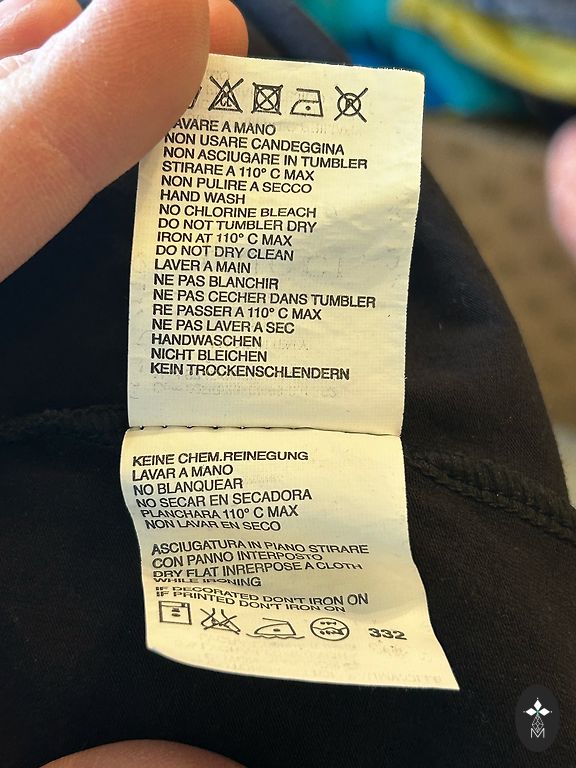 LAVARE A MANO
NON USARE CANDEGGINA
NON ASCIUGARE IN TUMBLER
STIRARE A 110° C MAX
NON PULIRE A SECCO
HAND WASH
NO CHLORINE BLEACH
DO NOT TUMBLER DRY
IRON AT 110° C MAX
DO NOT DRY CLEAN
LAVER A MAIN
NE PAS BLANCHIR
NE PAS CECHER DANS TUMBLER
RE PASSER A 110° C MAX
NE PAS LAVER A SEC
HANDWASCHEN
NICHT BLEICHEN
KEIN TROCKENSCHLENDERN
KEINE CHEM.REINEGUNG
LAVAR A MANO
NO BLANQUEAR
NO SECAR EN SECADORA
PLANCHARA 110° C MAX
NON LAVAR EN SECO
ASCIUGATURA IN PIANO STIRARE
CON PANNO INTERPOSTO
DRY FLAT INRERPOSE A CLOTH
WHILE IRONING
IF DECORATED DON'T IRON ON
IF PRINTED DON'T IRON ON
332
M